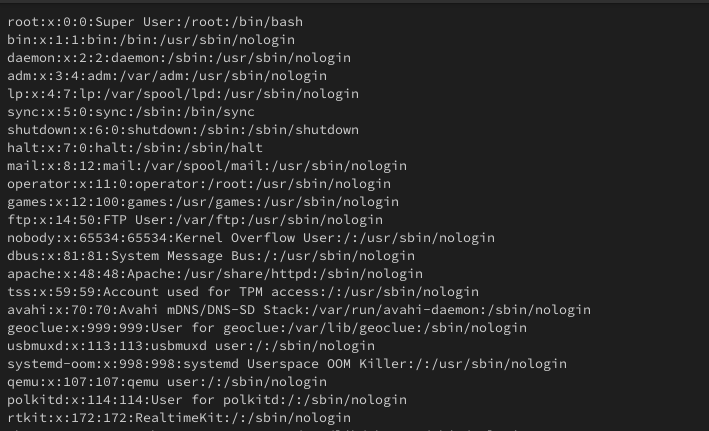 root:x:0:0:Super User:/root:/bin/bash
bin:x:1:1:bin:/bin:/usr/sbin/nologin
daemon:x:2:2:daemon:/sbin:/usr/sbin/nologin
adm:x:3:4:adm:/var/adm:/usr/sbin/nologin
lp:x:4:7:lp:/var/spool/lpd:/usr/sbin/nologin
sync:x:5:0:sync:/sbin:/bin/sync
shutdown:x:6:0:shutdown:/sbin:/sbin/shutdown
halt:x:7:0:halt:/sbin:/sbin/halt
mail:x:8:12:mail:/var/spool/mail:/usr/sbin/nologin
operator:x:11:0:operator:/root:/usr/sbin/nologin
games:x:12:100:games:/usr/games:/usr/sbin/nologin
ftp:x:14:50:FTP User:/var/ftp:/usr/sbin/nologin
nobody:x:65534:65534:Kernel Overflow User:/:/usr/sbin/nologin
dbus:x:81:81:System Message Bus:/:/usr/sbin/nologin
apache:x:48:48:Apache:/usr/share/httpd:/sbin/nologin
tss:x:59:59:Account used for TPM access:/:/usr/sbin/nologin
avahi:x:70:70:Avahi mDNS/DNS-SD Stack:/var/run/avahi-daemon:/sbin/nologin
geoclue:x:999:999:User for geoclue:/var/lib/geoclue:/sbin/nologin
usbmuxd:x:113:113:usbmuxd user:/:/sbin/nologin
systemd-oom:x:998:998:systemd Userspace OOM Killer:/:/usr/sbin/nologin
qemu:x:107:107:qemu user:/:/sbin/nologin
polkitd:x:114:114:User for polkitd:/:/sbin/nologin
rtkit:x:172:172:RealtimeKit:/:/sbin/nologin